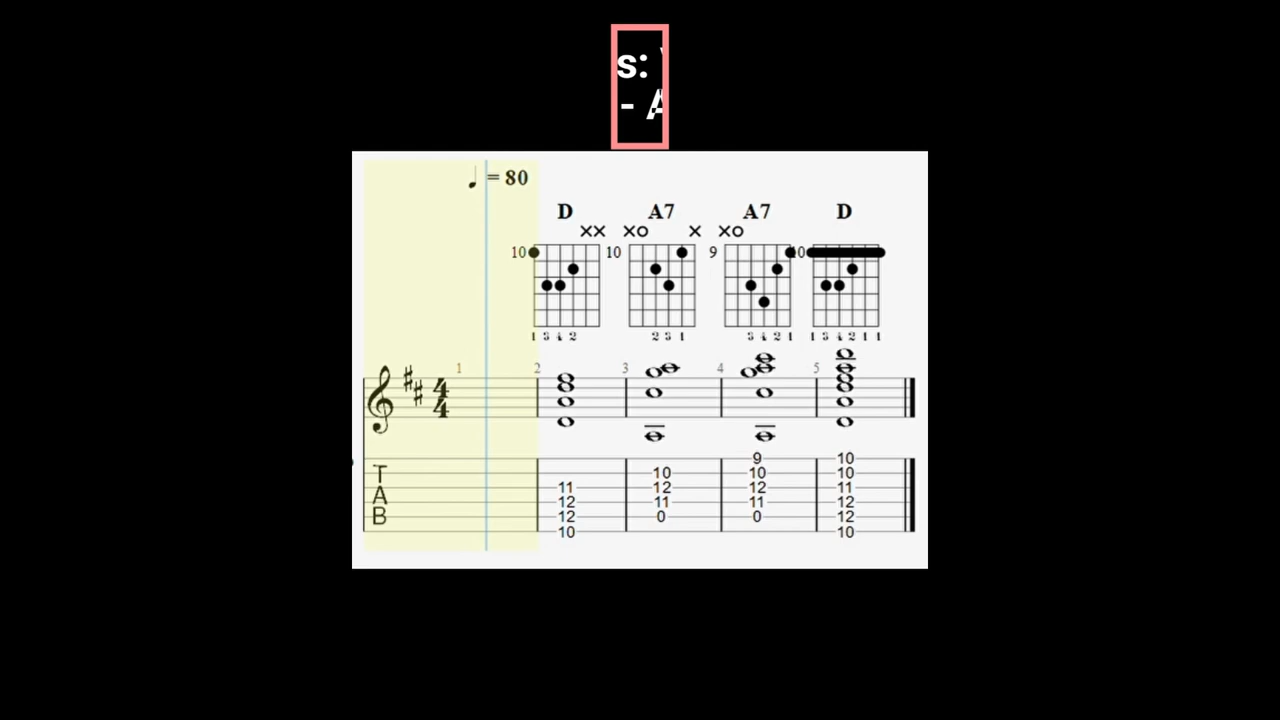 s:
- A
= 80
D A7 A7 D
×× ×o × ×o
10 10 9 10
1 3 4 2 2 3 1 3 4 2 1 1 3 4 2 1 1
1 2 3 4 5
4
4
9 10
T 10 10 10
A 11 12 12 11
B 12 11 11 12
12 0 0 12
10 10